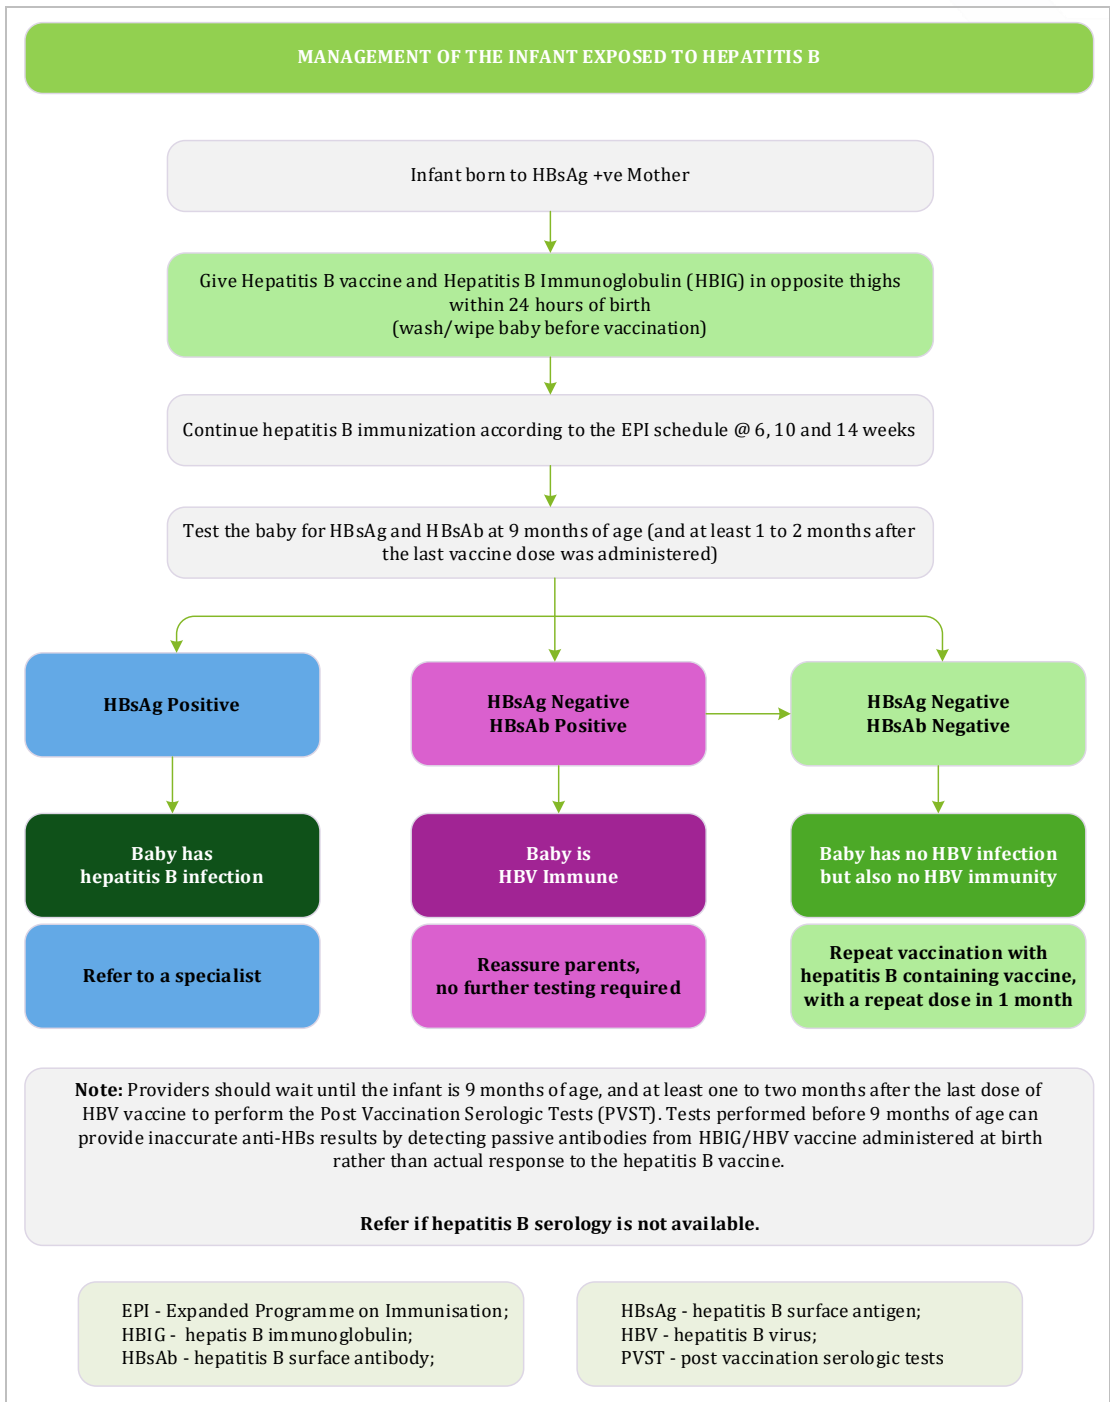 MANAGEMENT OF THE INFANT EXPOSED TO HEPATITIS B
Infant born to HBsAg +ve Mother
Give Hepatitis B vaccine and Hepatitis B Immunoglobulin (HBIG) in opposite thighs
within 24 hours of birth
(wash/wipe baby before vaccination)
Continue hepatitis B immunization according to the EPI schedule @ 6, 10 and 14 weeks
Test the baby for HBsAg and HBsAb at 9 months of age (and at least 1 to 2 months after
the last vaccine dose was administered)
HBsAg Positive
HBsAg Negative
HBsAb Positive
HBsAg Negative
HBsAb Negative
Baby has
hepatitis B infection
Baby is
HBV Immune
Baby has no HBV infection
but also no HBV immunity
Refer to a specialist
Reassure parents,
no further testing required
Repeat vaccination with
hepatitis B containing vaccine,
with a repeat dose in 1 month
Note: Providers should wait until the infant is 9 months of age, and at least one to two months after the last dose of
HBV vaccine to perform the Post Vaccination Serologic Tests (PVST). Tests performed before 9 months of age can
provide inaccurate anti-HBs results by detecting passive antibodies from HBIG/HBV vaccine administered at birth
rather than actual response to the hepatitis B vaccine.
Refer if hepatitis B serology is not available.
EPI - Expanded Programme on Immunisation;
HBIG - hepatis B immunoglobulin;
HBsAb - hepatitis B surface antibody;
HBsAg - hepatitis B surface antigen;
HBV - hepatitis B virus;
PVST - post vaccination serologic tests